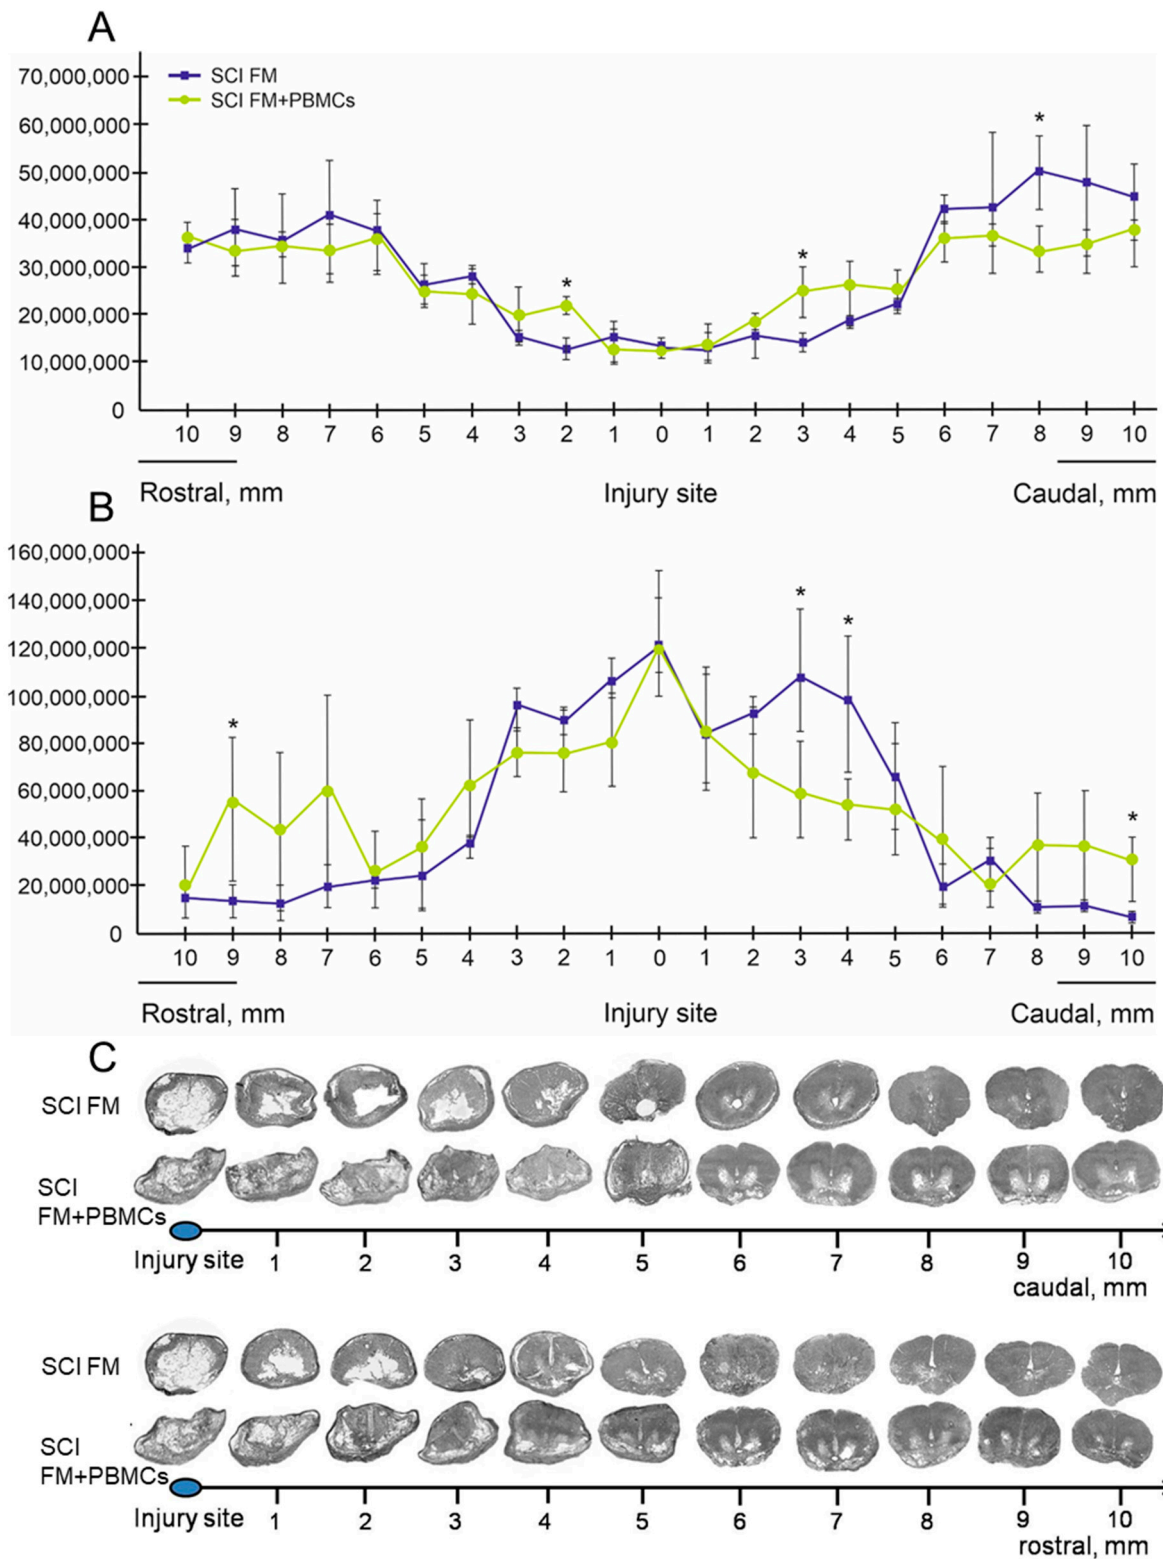 A
70,000,000
60,000,000
50,000,000
40,000,000
30,000,000
20,000,000
10,000,000
0
SCI FM
SCI FM+PBMCs
*
*
*
10 9 8 7 6 5 4 3 2 1 0 1 2 3 4 5 6 7 8 9 10
Rostral, mm Injury site Caudal, mm
B
160,000,000
140,000,000
120,000,000
100,000,000
80,000,000
60,000,000
40,000,000
20,000,000
0
*
*
*
*
10 9 8 7 6 5 4 3 2 1 0 1 2 3 4 5 6 7 8 9 10
Rostral, mm Injury site Caudal, mm
C
SCI FM
SCI
FM+PBMCs
Injury site 1 2 3 4 5 6 7 8 9 10
caudal, mm
SCI FM
SCI
FM+PBMCs
Injury site 1 2 3 4 5 6 7 8 9 10
rostral, mm